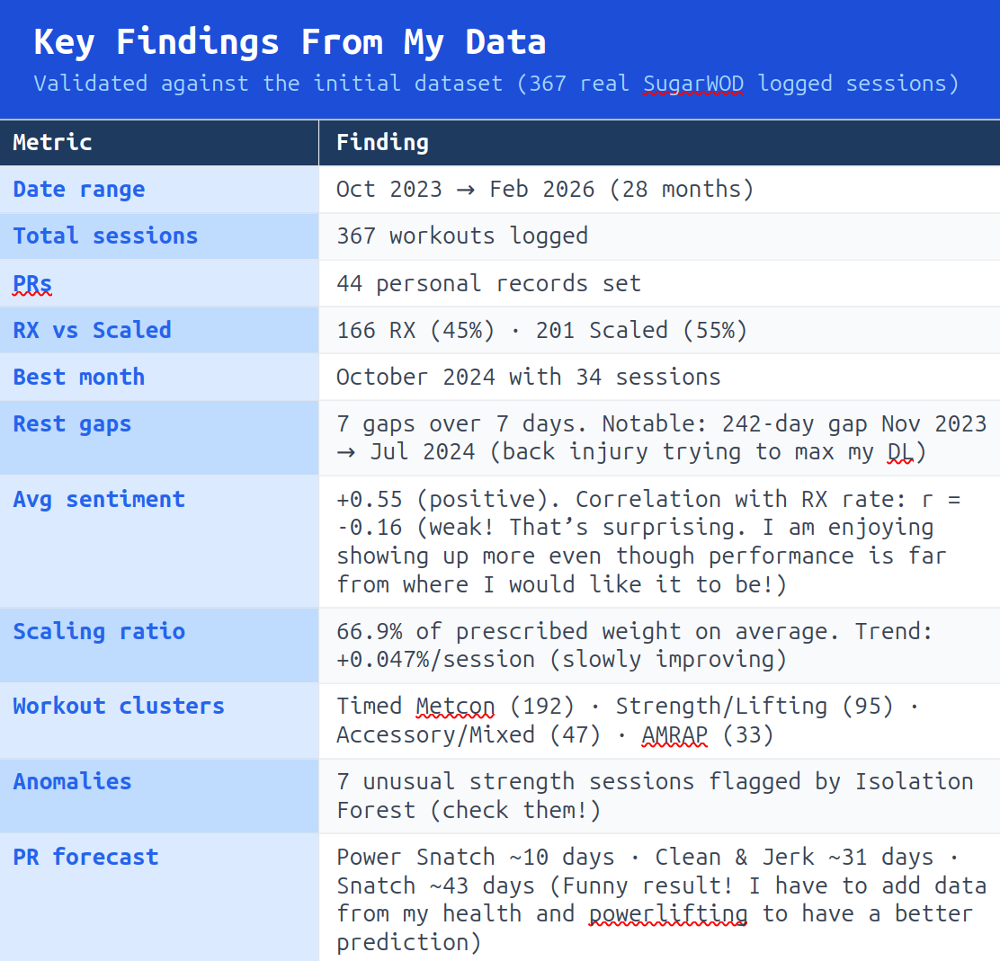 Key Findings From My Data
Validated against the initial dataset (367 real SugarWOD logged sessions)
Metric
Finding
Date range
Oct 2023 → Feb 2026 (28 months)
Total sessions
367 workouts logged
PRs
44 personal records set
RX vs Scaled
166 RX (45%) · 201 Scaled (55%)
Best month
October 2024 with 34 sessions
Rest gaps
7 gaps over 7 days. Notable: 242-day gap Nov 2023
→ Jul 2024 (back injury trying to max my DL)
Avg sentiment
+0.55 (positive). Correlation with RX rate: r =
-0.16 (weak! That’s surprising. I am enjoying
showing up more even though performance is far
from where I would like it to be!)
Scaling ratio
66.9% of prescribed weight on average. Trend:
+0.047%/session (slowly improving)
Workout clusters
Timed Metcon (192) · Strength/Lifting (95) ·
Accessory/Mixed (47) · AMRAP (33)
Anomalies
7 unusual strength sessions flagged by Isolation
Forest (check them!)
PR forecast
Power Snatch ~10 days · Clean & Jerk ~31 days ·
Snatch ~43 days (Funny result! I have to add data
from my health and powerlifting to have a better
prediction)